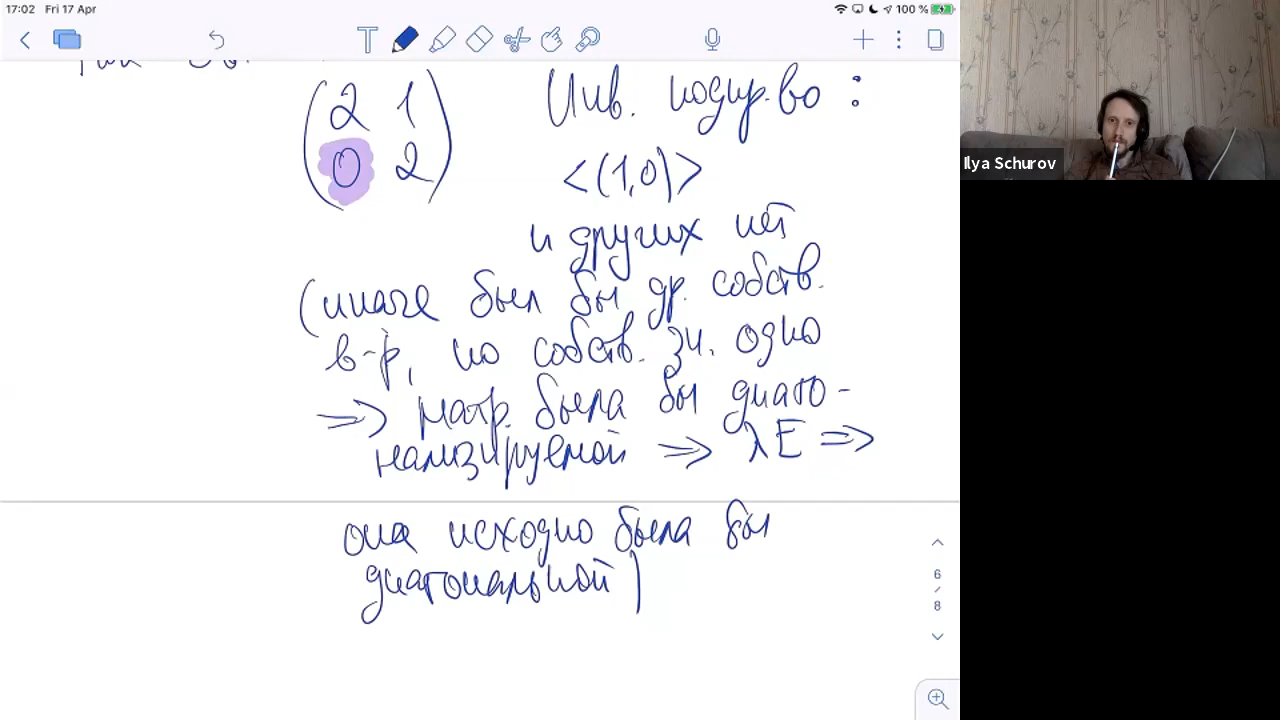 17:02 Fri 17 Apr
100 %
Ilya Schurov
2 1
0 2
Инв. подпр-во :
<(1,0)>
и других нет
(иначе был бы др. собств.
в-р, но собств. зн. одно
=> матр. была бы диаго-
нализируемой => λE =>
она исходно была бы
диагональной)
6
/
8